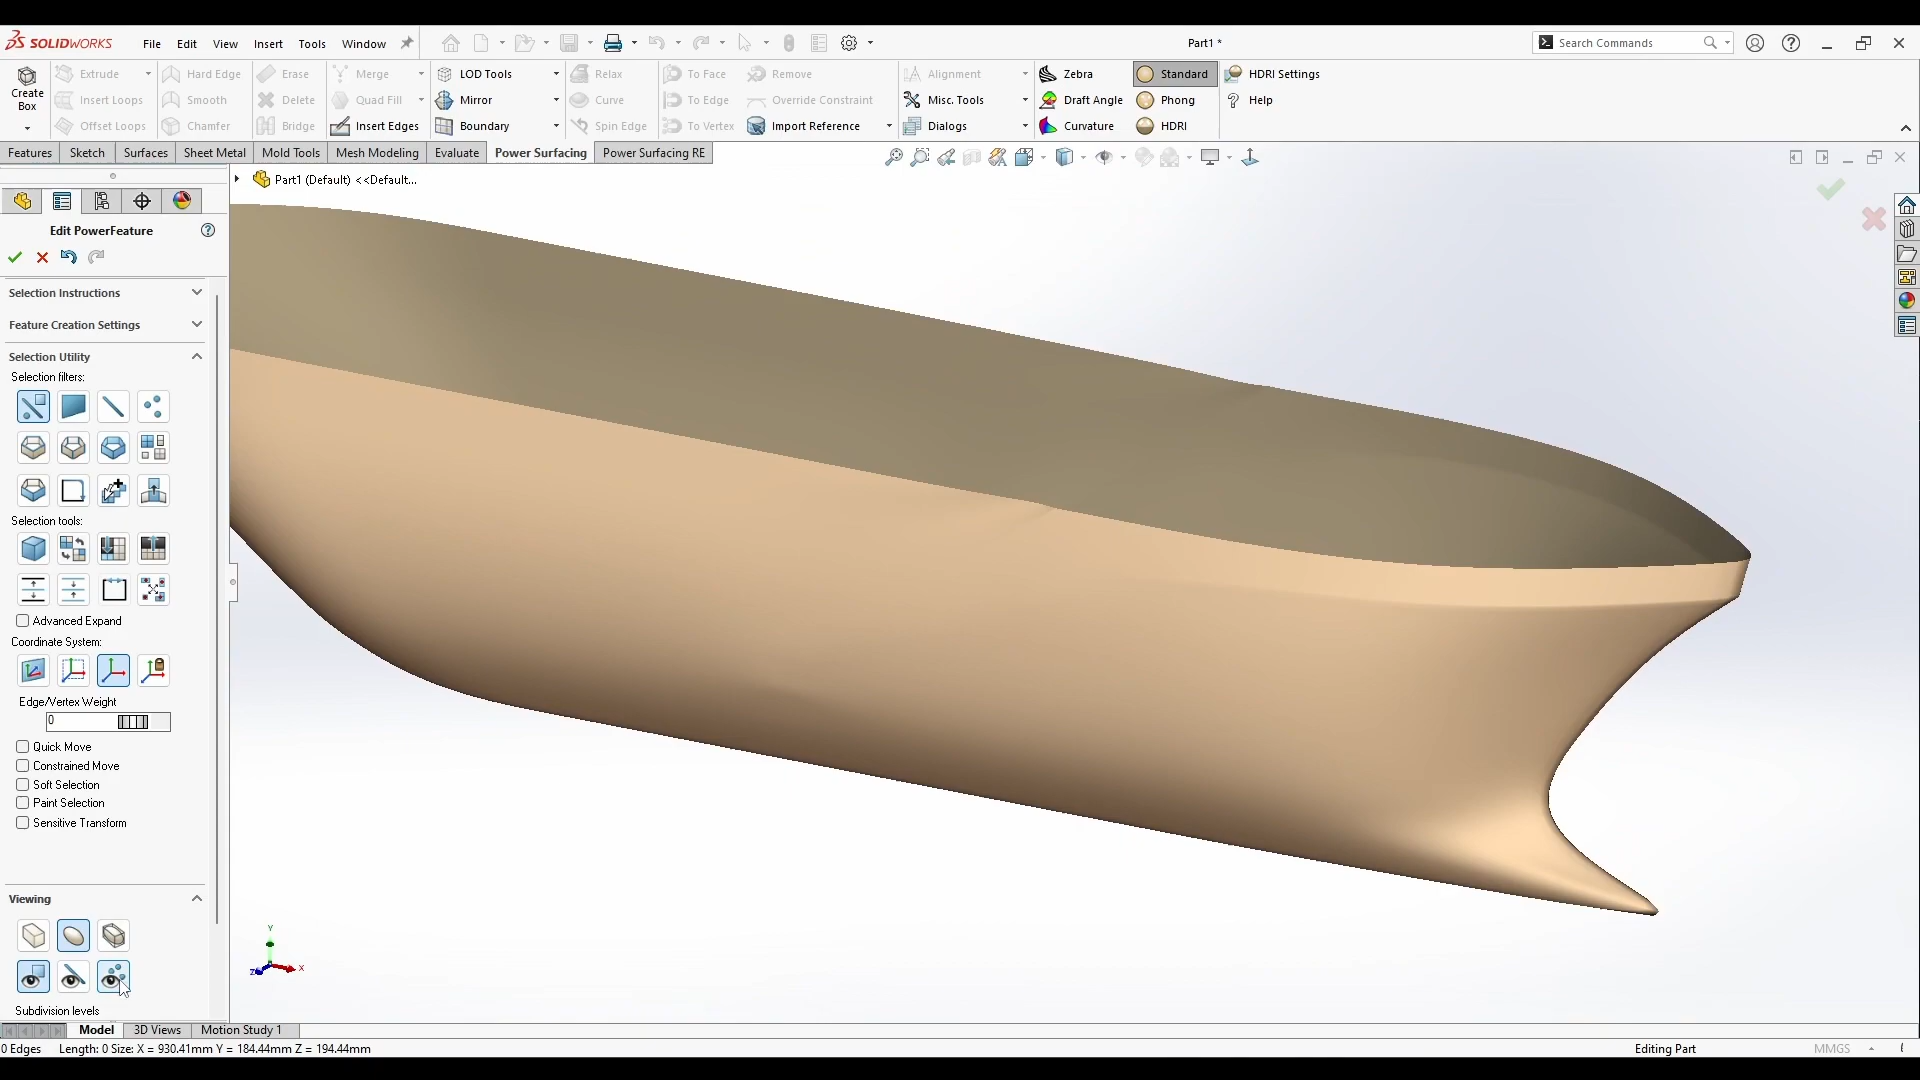 SOLIDWORKS File Edit View Insert Tools Window Part1 * Search Commands
Extrude Hard Edge Erase Merge LOD Tools Relax To Face Remove Alignment Zebra Standard HDRI Settings
Create Box Insert Loops Smooth Delete Quad Fill Mirror Curve To Edge Override Constraint Misc. Tools Draft Angle Phong Help
Offset Loops Chamfer Bridge Insert Edges Boundary Spin Edge To Vertex Import Reference Dialogs Curvature HDRI
Features Sketch Surfaces Sheet Metal Mold Tools Mesh Modeling Evaluate Power Surfacing Power Surfacing RE
Part1 (Default) <<Default...
Edit PowerFeature
Selection Instructions
Feature Creation Settings
Selection Utility
Selection filters:
Selection tools:
Advanced Expand
Coordinate System:
Edge/Vertex Weight
0
Quick Move
Constrained Move
Soft Selection
Paint Selection
Sensitive Transform
Viewing
Y
Z X
Subdivision levels
Model 3D Views Motion Study 1
0 Edges Length: 0 Size: X = 930.41mm Y = 184.44mm Z = 194.44mm Editing Part MMGS